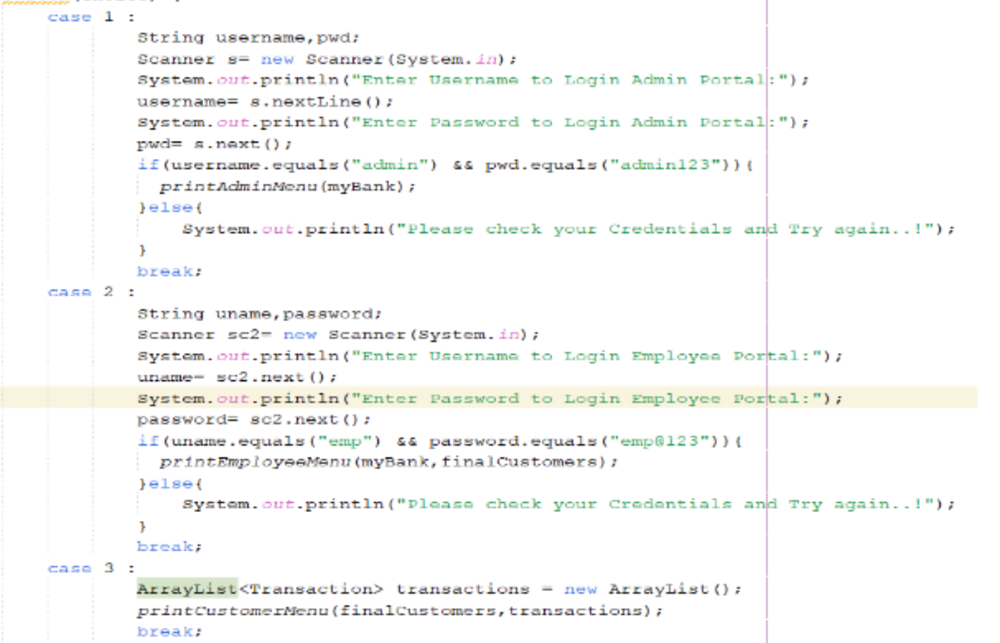 case 1 :
String username,pwd;
Scanner s= new Scanner(System.in);
System.out.println("Enter Username to Login Admin Portal:");
username= s.nextLine();
System.out.println("Enter Password to Login Admin Portal:");
pwd= s.next();
if(username.equals("admin") && pwd.equals("admin123")){
printAdminMenu(myBank);
}else{
System.out.println("Please check your Credentials and Try again..!");
}
break;
case 2 :
String uname,password;
Scanner sc2= new Scanner(System.in);
System.out.println("Enter Username to Login Employee Portal:");
uname= sc2.next();
System.out.println("Enter Password to Login Employee Portal:");
password= sc2.next();
if(uname.equals("emp") && password.equals("emp@123")){
printEmployeeMenu(myBank,finalCustomers);
}else{
System.out.println("Please check your Credentials and Try again..!");
}
break;
case 3 :
ArrayList<Transaction> transactions = new ArrayList();
printCustomerMenu(finalCustomers,transactions);
break;